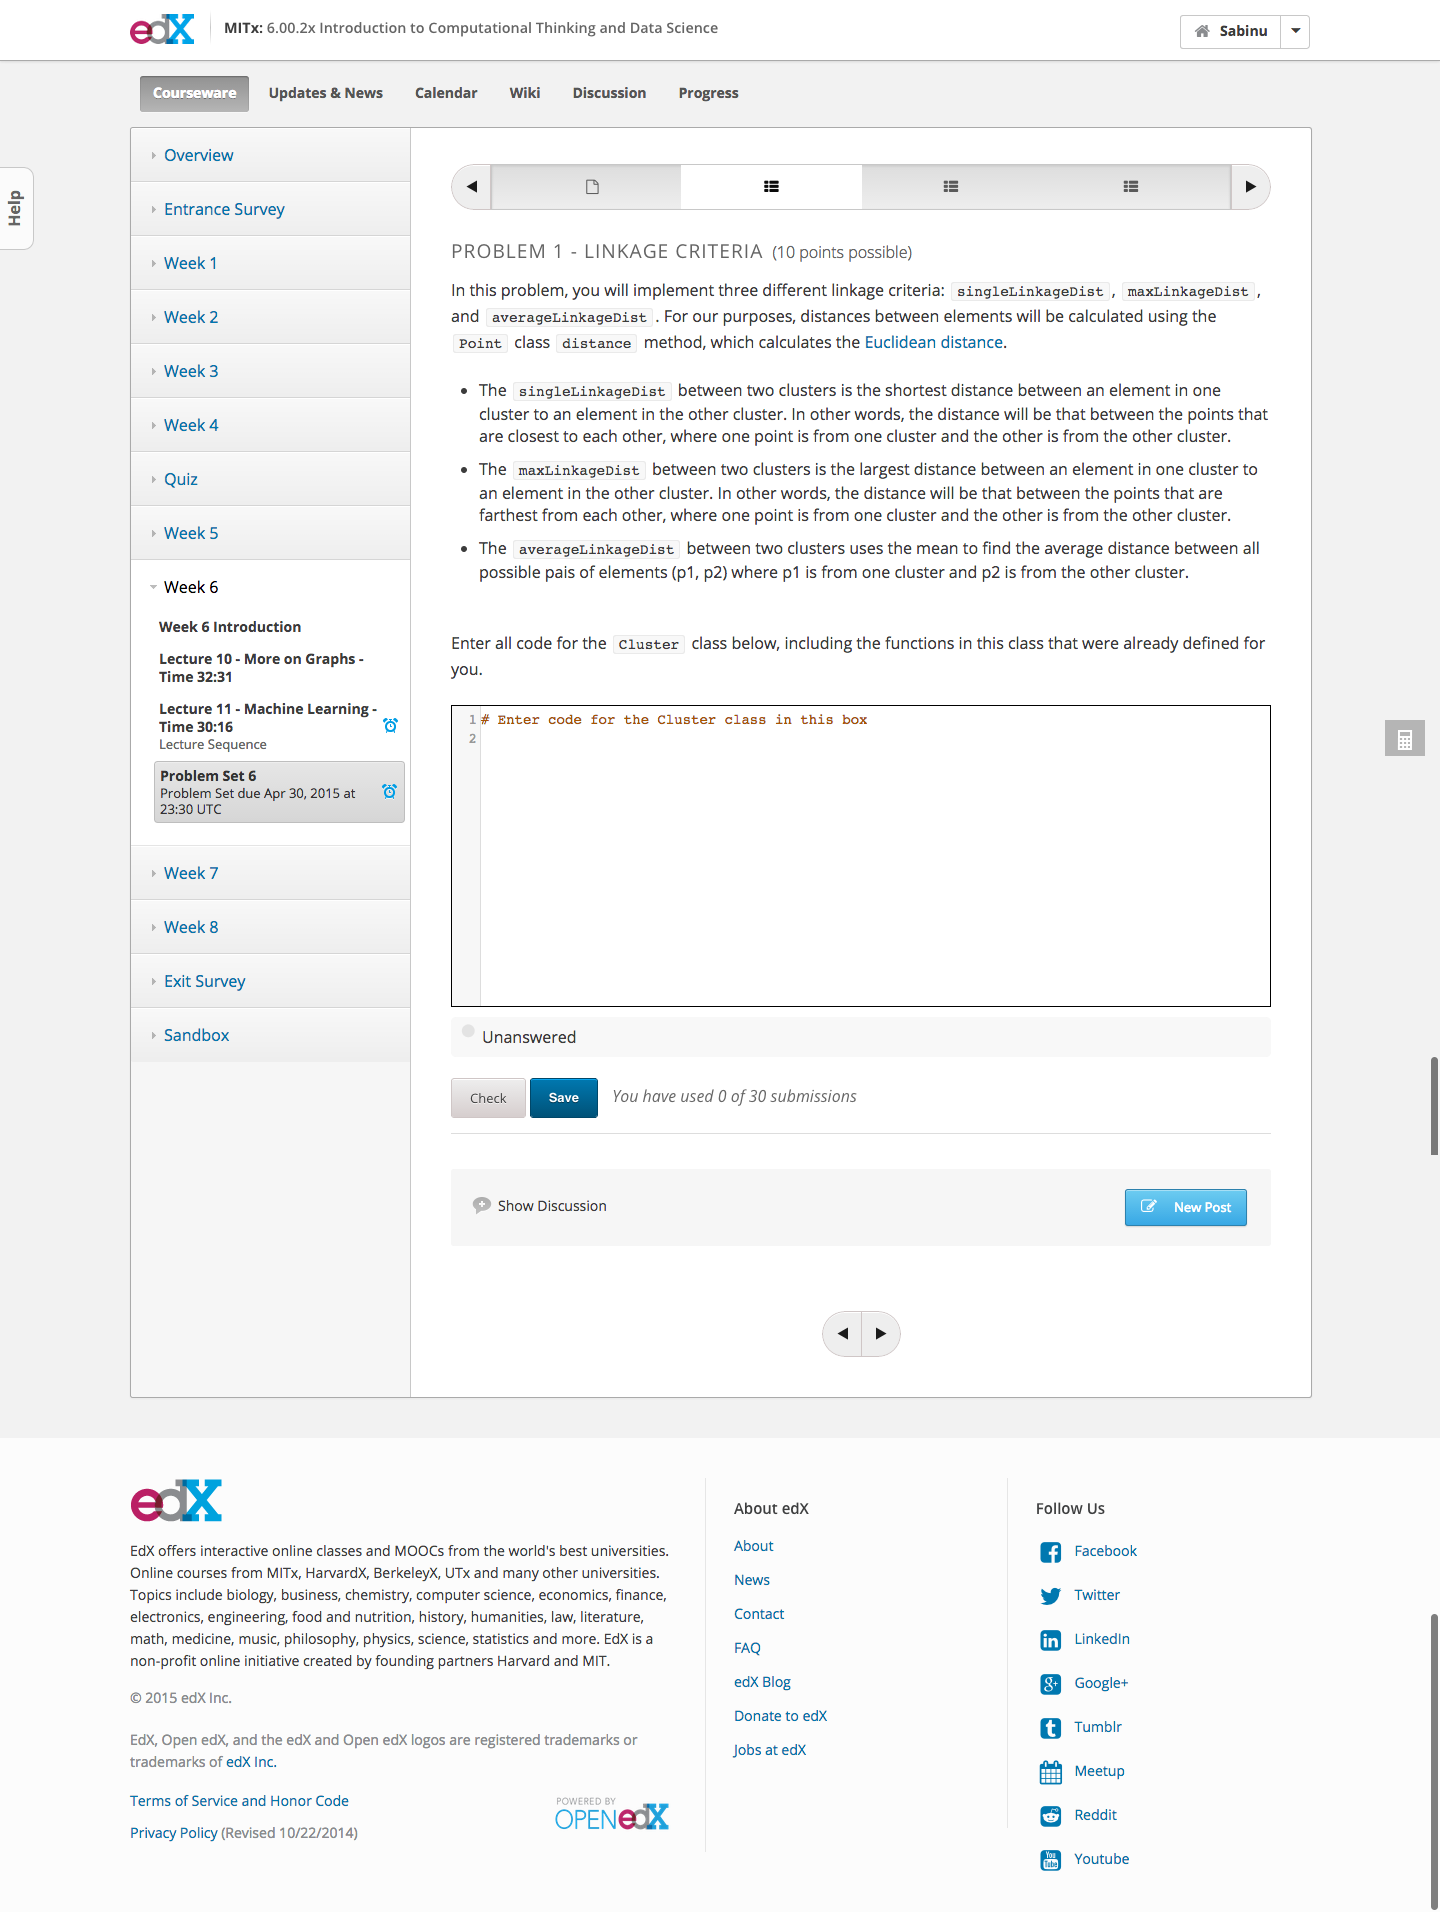 edX
MITx: 6.00.2x Introduction to Computational Thinking and Data Science
Sabinu
Courseware
Updates & News
Calendar
Wiki
Discussion
Progress
Help
Overview
Entrance Survey
Week 1
Week 2
Week 3
Week 4
Quiz
Week 5
Week 6
Week 6 Introduction
Lecture 10 - More on Graphs -
Time 32:31
Lecture 11 - Machine Learning -
Time 30:16
Lecture Sequence
Problem Set 6
Problem Set due Apr 30, 2015 at
23:30 UTC
Week 7
Week 8
Exit Survey
Sandbox
PROBLEM 1 - LINKAGE CRITERIA (10 points possible)
In this problem, you will implement three different linkage criteria: singleLinkageDist, maxLinkageDist,
and averageLinkageDist. For our purposes, distances between elements will be calculated using the
Point class distance method, which calculates the Euclidean distance.
The singleLinkageDist between two clusters is the shortest distance between an element in one
cluster to an element in the other cluster. In other words, the distance will be that between the points that
are closest to each other, where one point is from one cluster and the other is from the other cluster.
The maxLinkageDist between two clusters is the largest distance between an element in one cluster to
an element in the other cluster. In other words, the distance will be that between the points that are
farthest from each other, where one point is from one cluster and the other is from the other cluster.
The averageLinkageDist between two clusters uses the mean to find the average distance between all
possible pais of elements (p1, p2) where p1 is from one cluster and p2 is from the other cluster.
Enter all code for the Cluster class below, including the functions in this class that were already defined for
you.
1 # Enter code for the Cluster class in this box
2
Unanswered
Check
Save
You have used 0 of 30 submissions
Show Discussion
New Post
edX
EdX offers interactive online classes and MOOCs from the world's best universities.
Online courses from MITx, HarvardX, BerkeleyX, UTx and many other universities.
Topics include biology, business, chemistry, computer science, economics, finance,
electronics, engineering, food and nutrition, history, humanities, law, literature,
math, medicine, music, philosophy, physics, science, statistics and more. EdX is a
non-profit online initiative created by founding partners Harvard and MIT.
© 2015 edX Inc.
EdX, Open edX, and the edX and Open edX logos are registered trademarks or
trademarks of edX Inc.
Terms of Service and Honor Code
Privacy Policy (Revised 10/22/2014)
POWERED BY
OPEN edX
About edX
About
News
Contact
FAQ
edX Blog
Donate to edX
Jobs at edX
Follow Us
Facebook
Twitter
LinkedIn
Google+
Tumblr
Meetup
Reddit
Youtube